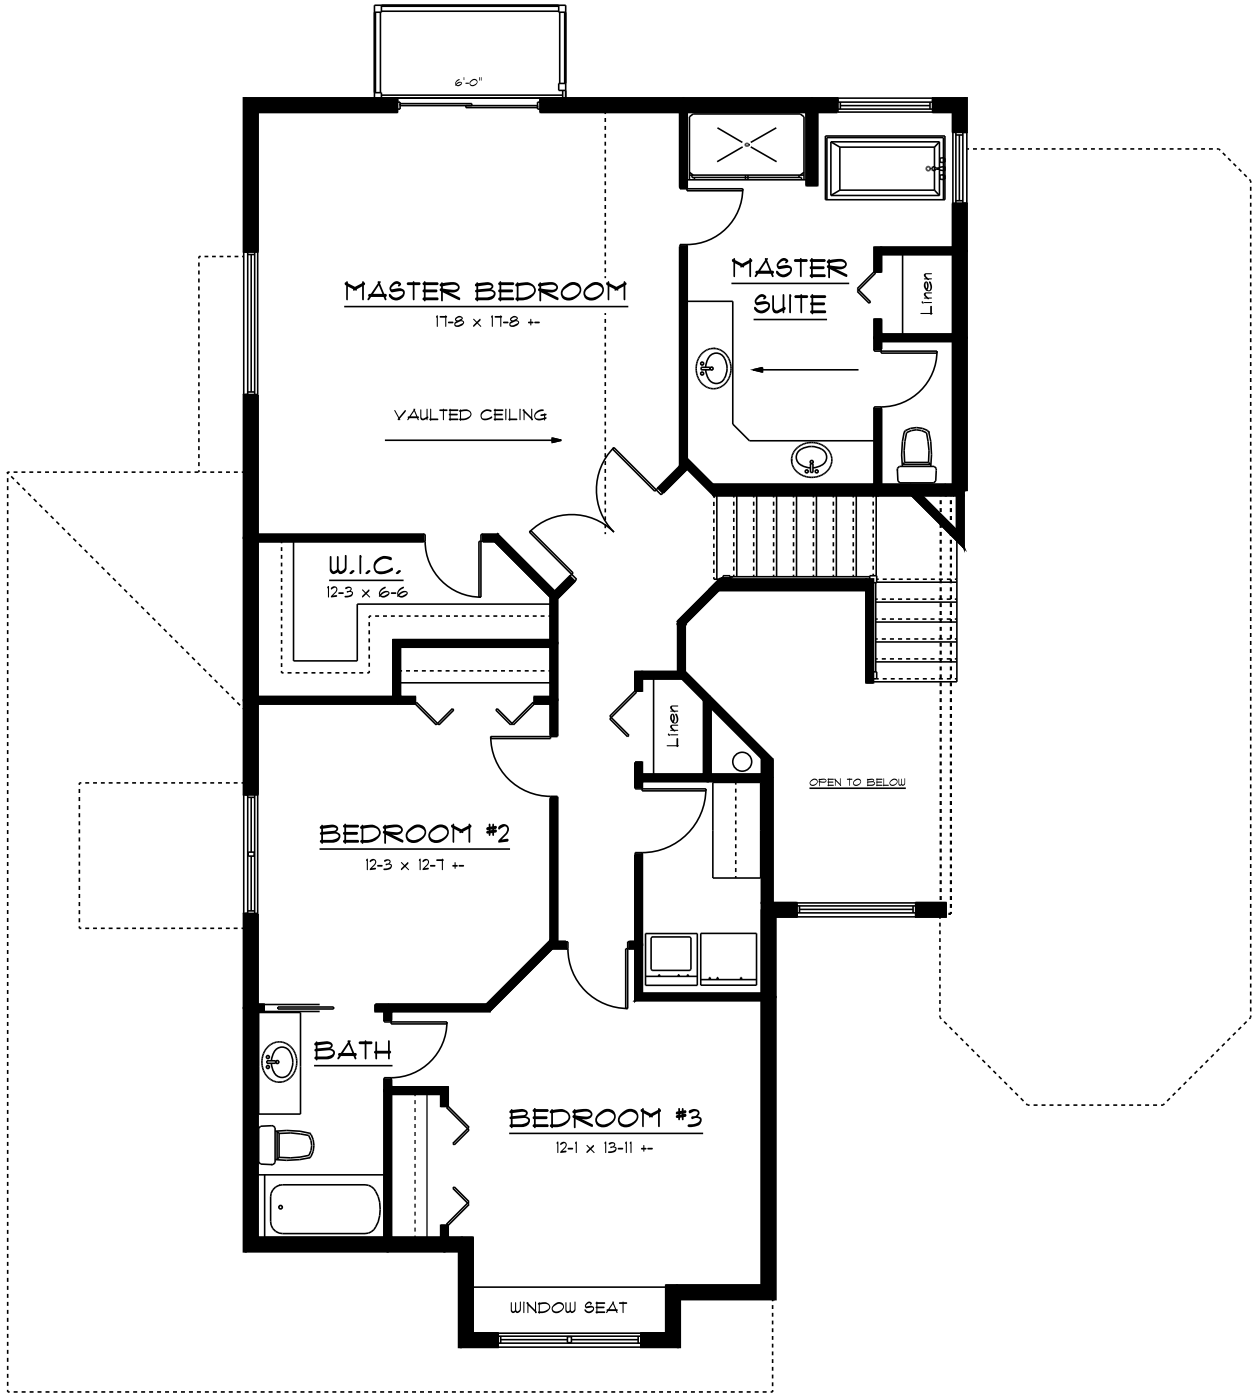 6'-0"
MASTER BEDROOM
17-8 x 17-8 +-
VAULTED CEILING
MASTER
SUITE
Linen
W.I.C.
12-3 x 6-6
Linen
OPEN TO BELOW
BEDROOM #2
12-3 x 12-7 +-
BATH
BEDROOM #3
12-1 x 13-11 +-
WINDOW SEAT